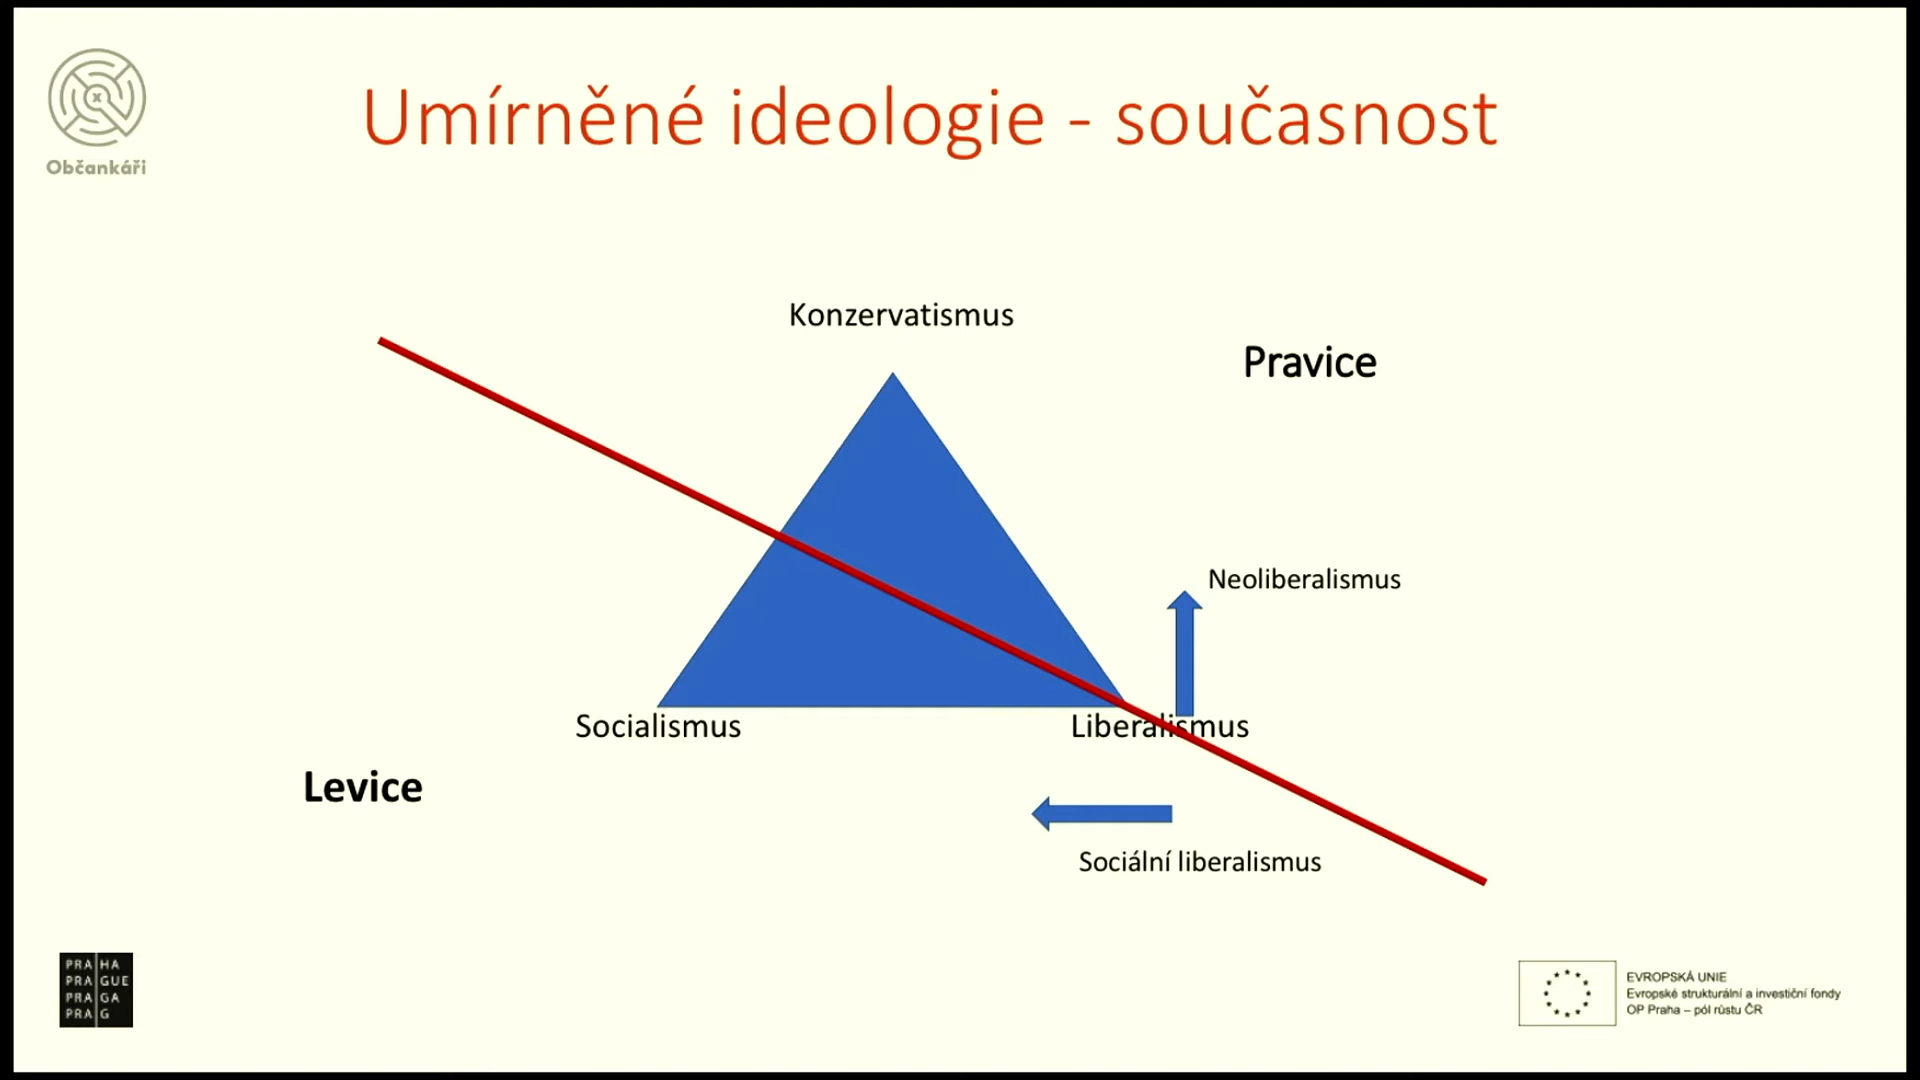 Občankáři
Umírněné ideologie - současnost
Konzervatismus
Pravice
Neoliberalismus
Socialismus
Liberalismus
Levice
Sociální liberalismus
PRA HA
PRA GUE
PRA GA
PRA G
EVROPSKÁ UNIE
Evropské strukturální a investiční fondy
OP Praha – pól růstu ČR